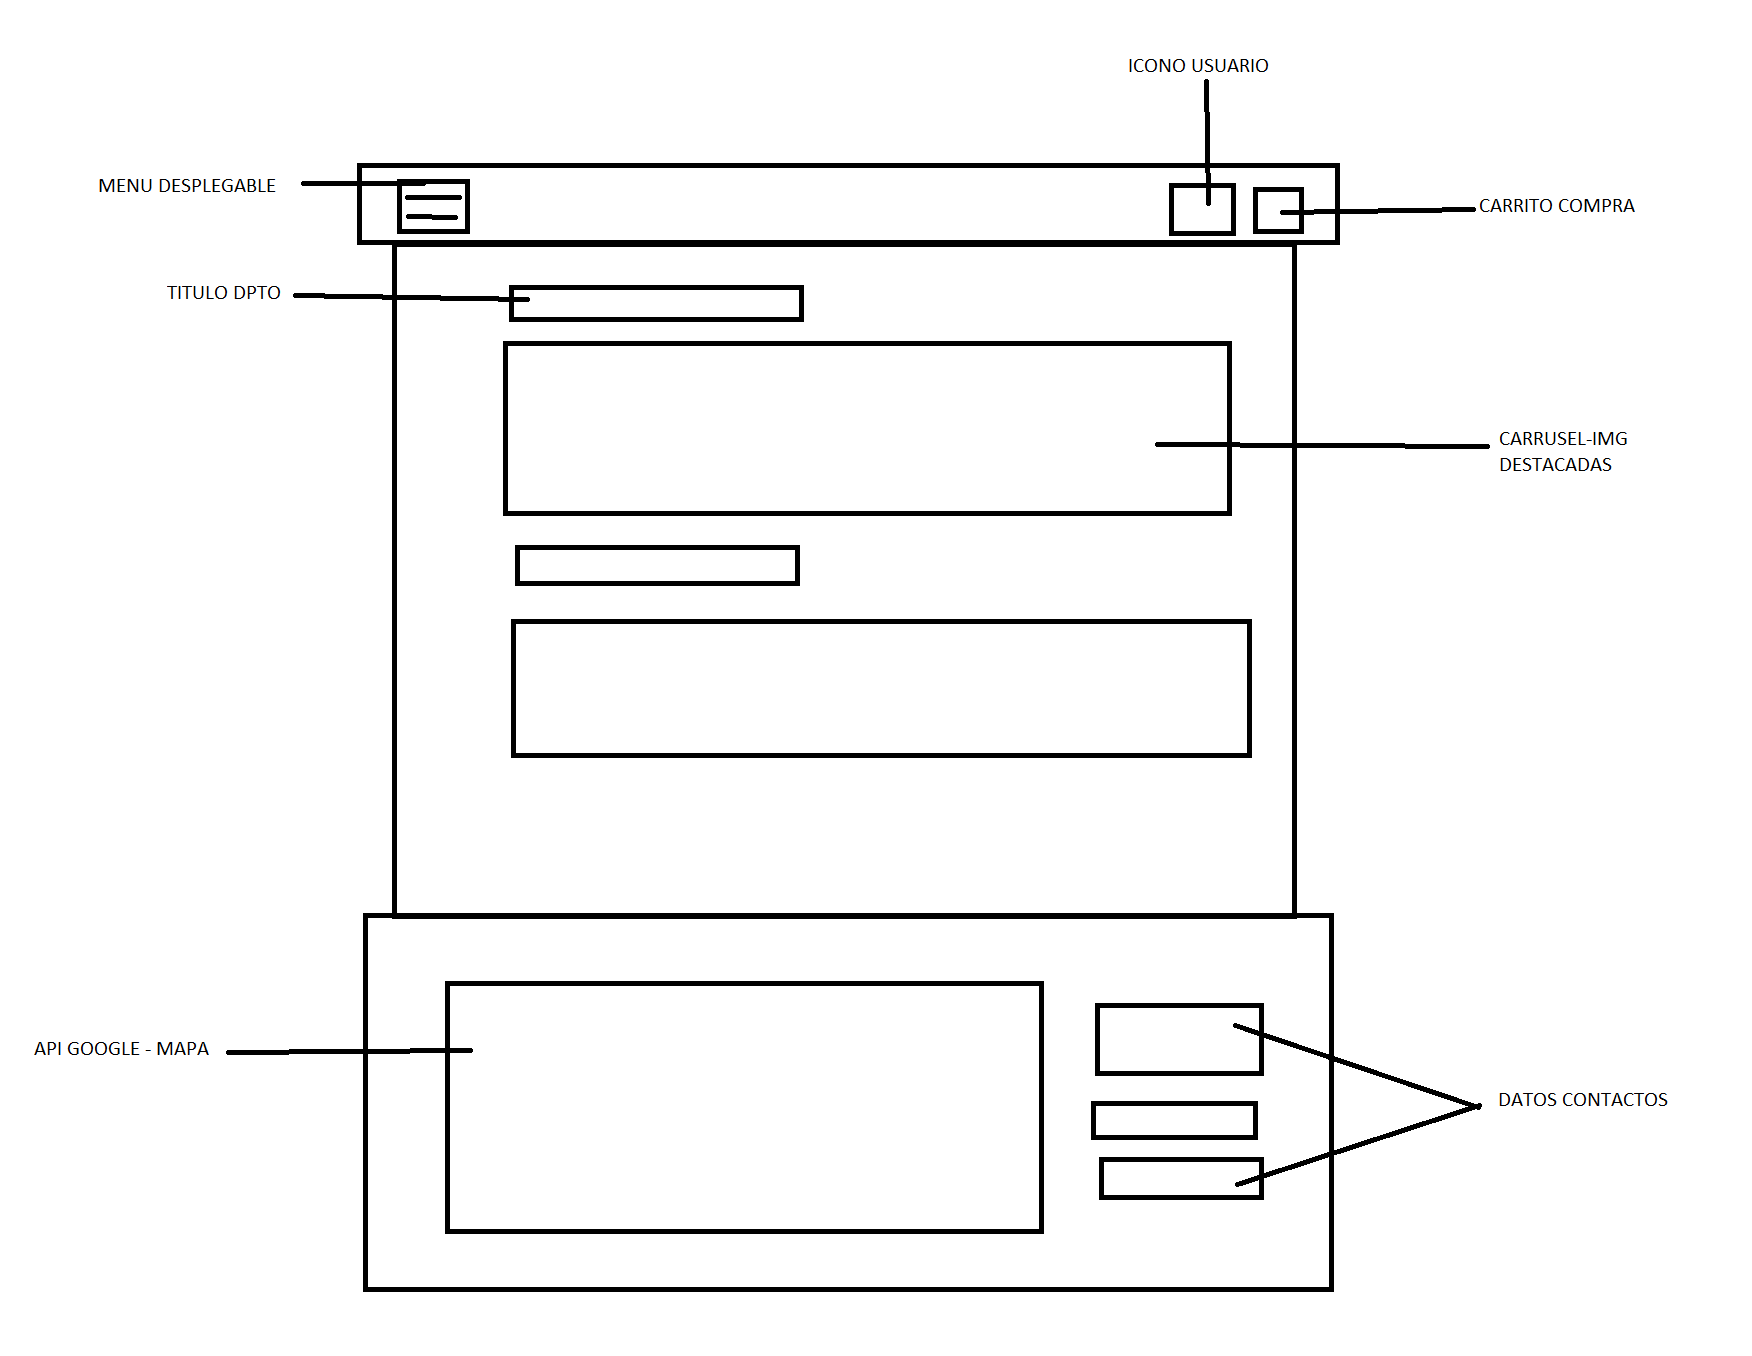 ICONO USUARIO
MENU DESPLEGABLE
CARRITO COMPRA
TITULO DPTO
CARRUSEL-IMG
DESTACADAS
API GOOGLE - MAPA
DATOS CONTACTOS